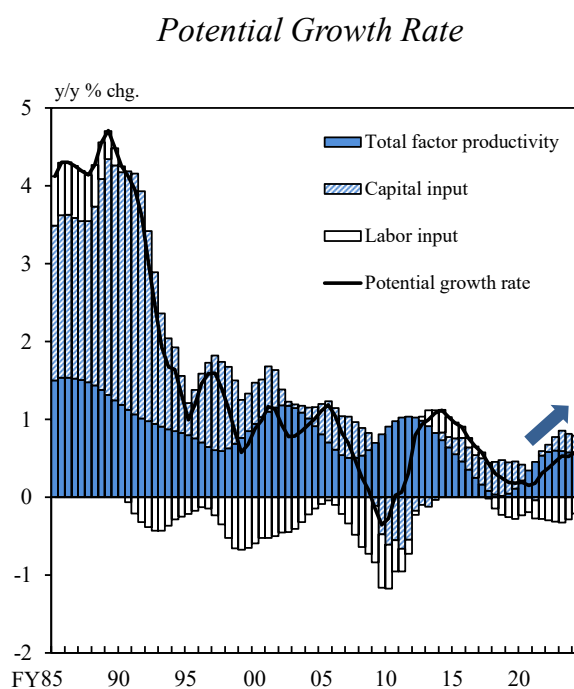 Potential Growth Rate
y/y % chg.
5
4
3
2
1
0
-1
-2
Total factor productivity
Capital input
Labor input
Potential growth rate
FY85 90 95 00 05 10 15 20